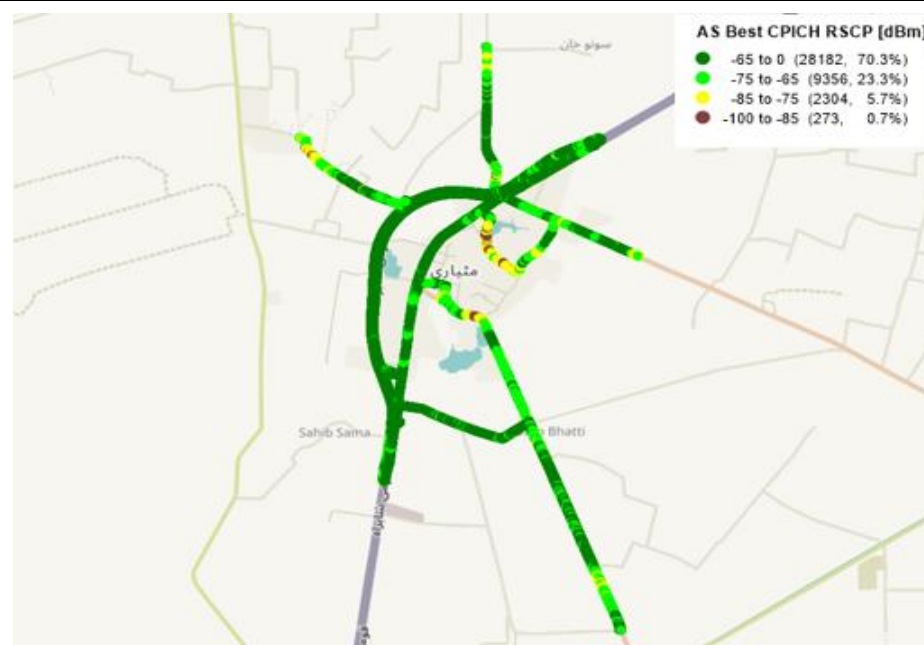 AS Best CPICH RSCP [dBm]
-65 to 0 (28182, 70.3%)
-75 to -65 (9356, 23.3%)
-85 to -75 (2304, 5.7%)
-100 to -85 (273, 0.7%)
سونو خان
مٹیاری
Sahib Sama...
Bhatti